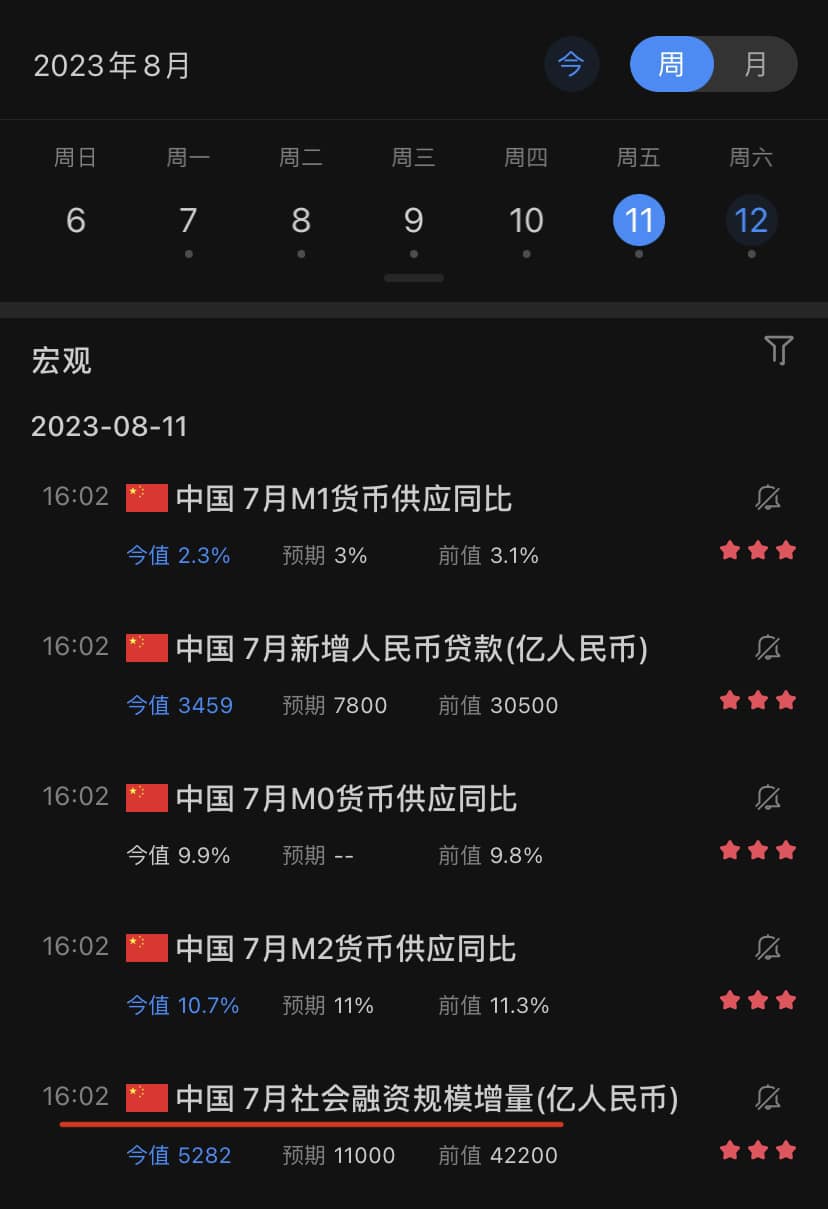 2023年8月 今 周 月
周日 周一 周二 周三 周四 周五 周六
6 7 8 9 10 11 12
宏观
2023-08-11
16:02 中国 7月M1货币供应同比
今值 2.3% 预期 3% 前值 3.1%
16:02 中国 7月新增人民币贷款(亿人民币)
今值 3459 预期 7800 前值 30500
16:02 中国 7月M0货币供应同比
今值 9.9% 预期 -- 前值 9.8%
16:02 中国 7月M2货币供应同比
今值 10.7% 预期 11% 前值 11.3%
16:02 中国 7月社会融资规模增量(亿人民币)
今值 5282 预期 11000 前值 42200